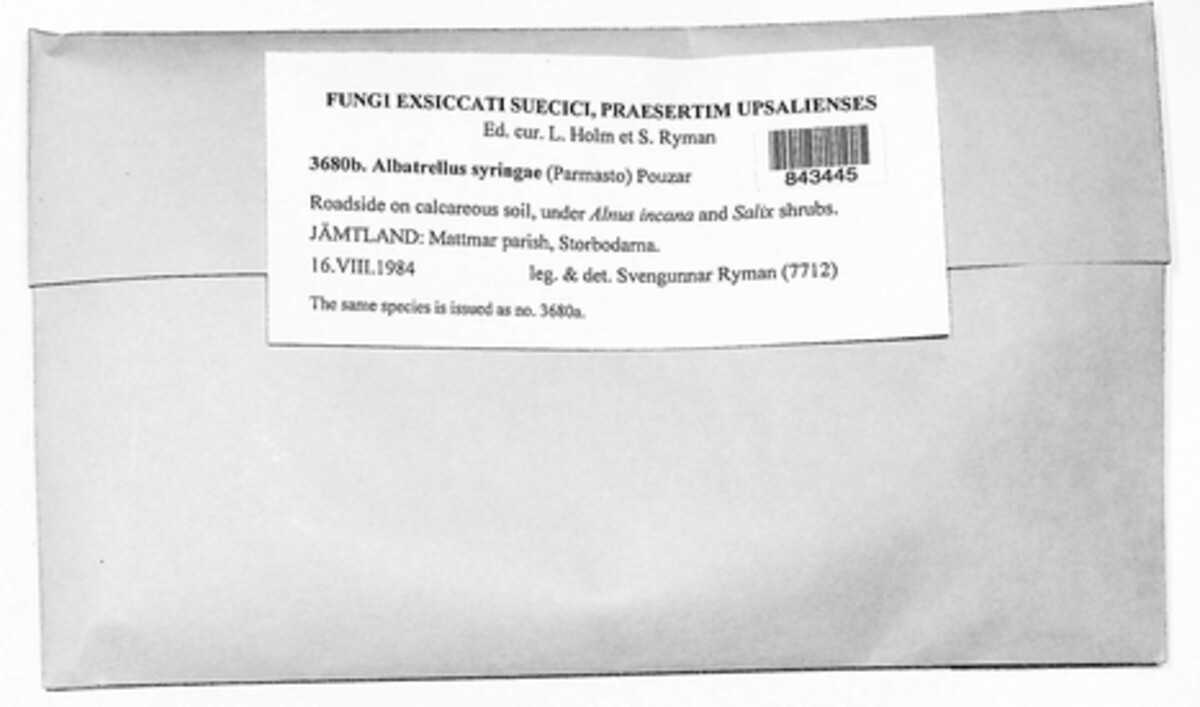 FUNGI EXSICCATI SUECICI, PRAESERTIM UPSALIENSES
Ed. cur. L. Holm et S. Ryman
843445
3680b. Albatrellus syringae (Parmasto) Pouzar
Roadside on calcareous soil, under Alnus incana and Salix shrubs.
JÄMTLAND: Mattmar parish, Storbodarna.
16.VIII.1984 leg. & det. Svengunnar Ryman (7712)
The same species is issued as no. 3680a.